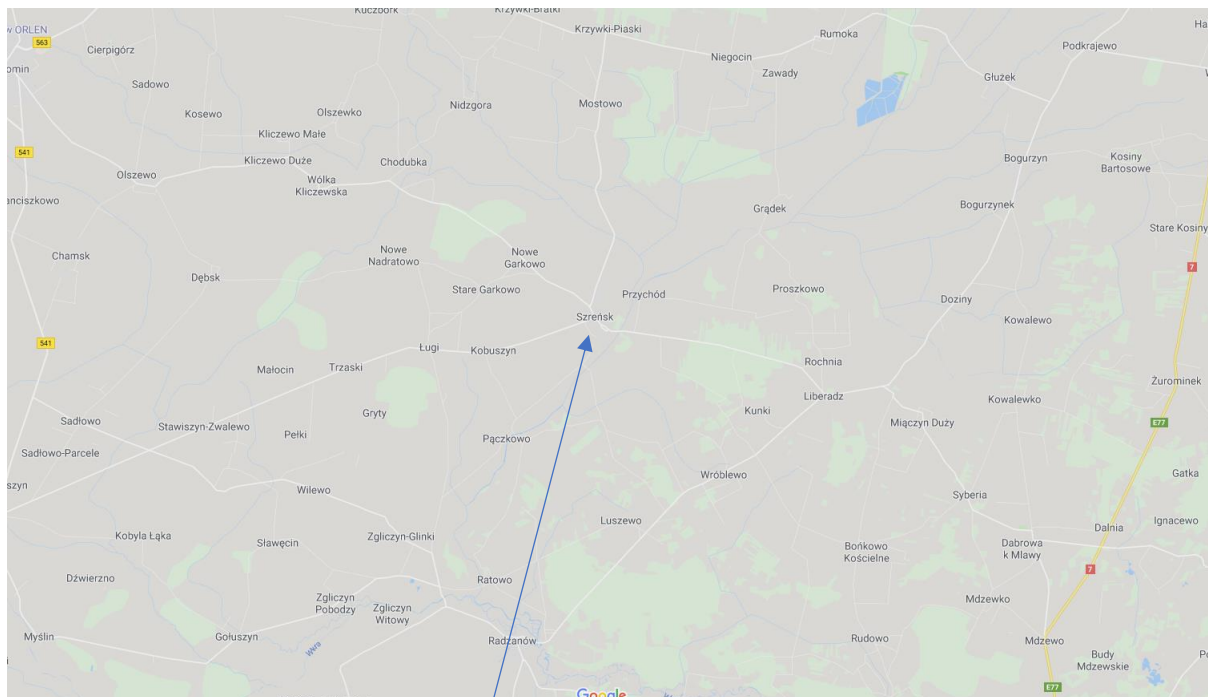 Kuczbork
Krzywki-Bratki
ORLEN
Krzywki-Piaski
Rumoka
563
Cierpigórz
Niegocin
Podkrajewo
Zawady
Głużek
Sadowo
Nidzgora
Mostowo
Kosewo
Olszewko
Kliczewo Małe
541
Kliczewo Duże
Chodubka
Bogurzyn
Kosiny
Bartosowe
Olszewo
Wólka
Kliczewska
Grądek
Bogurzynek
Stare Kosiny
Chamsk
Nowe
Nadratowo
Nowe
Garkowo
7
Dębsk
Stare Garkowo
Przychód
Proszkowo
Doziny
Szreńsk
Kowalewo
541
Ługi
Kobuszyn
Rochnia
Małocin
Trzaski
Żurominek
Liberadz
Kowalewko
Gryty
Kunki
Sadłowo
Stawiszyn-Zwalewo
Pełki
Pączkowo
Miączyn Duży
E77
Sadłowo-Parcele
Wróblewo
Gatka
Wilewo
Syberia
Luszewo
Dalnia
Ignacewo
Kobyla Łąka
Sławęcin
Zgliczyn-Glinki
Bońkowo
Kościelne
Dąbrowa
k Mławy
7
Dźwierzno
Ratowo
Zgliczyn
Pobodzy
Zgliczyn
Witowy
Mdzewko
Myślin
Gołuszyn
Wkra
Radzanów
Rudowo
Mdzewo
Budy
Mdzewskie
E77
Google